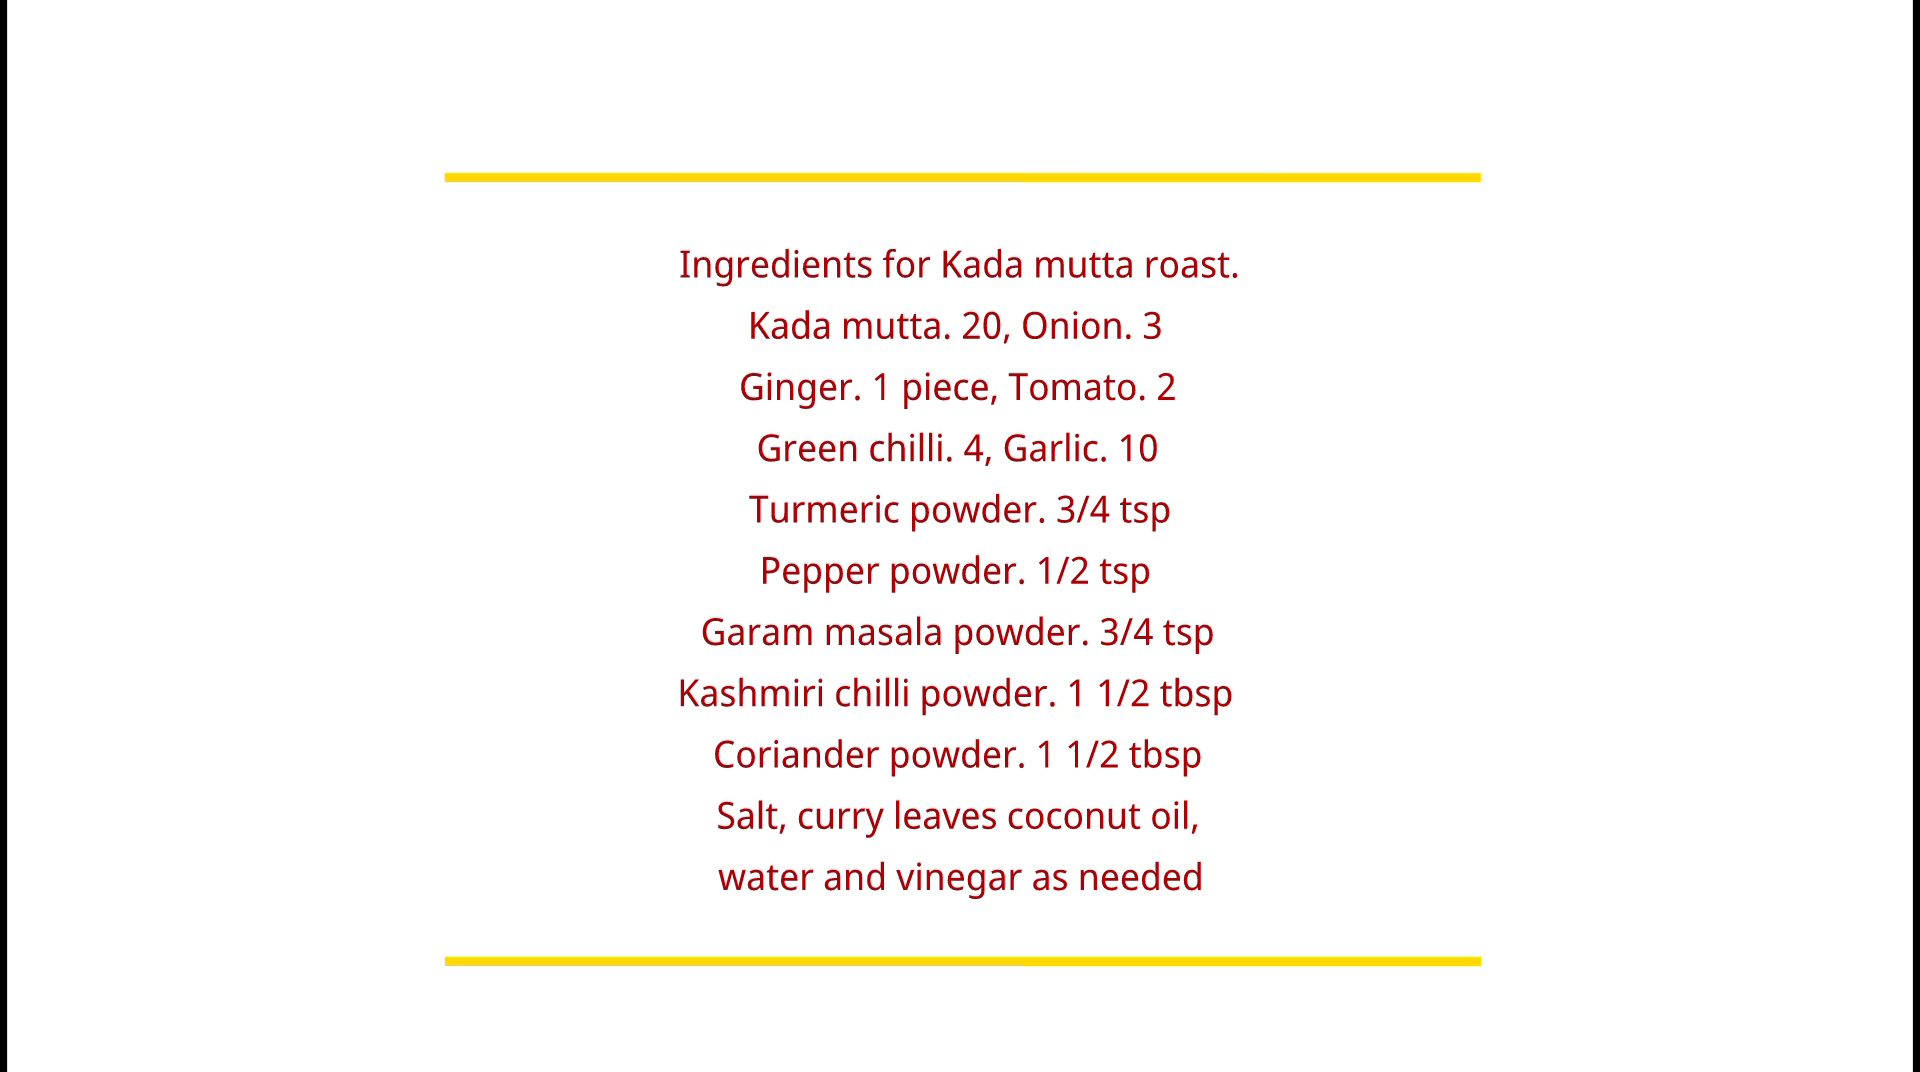 Ingredients for Kada mutta roast.
Kada mutta. 20, Onion. 3
Ginger. 1 piece, Tomato. 2
Green chilli. 4, Garlic. 10
Turmeric powder. 3/4 tsp
Pepper powder. 1/2 tsp
Garam masala powder. 3/4 tsp
Kashmiri chilli powder. 1 1/2 tbsp
Coriander powder. 1 1/2 tbsp
Salt, curry leaves coconut oil,
water and vinegar as needed